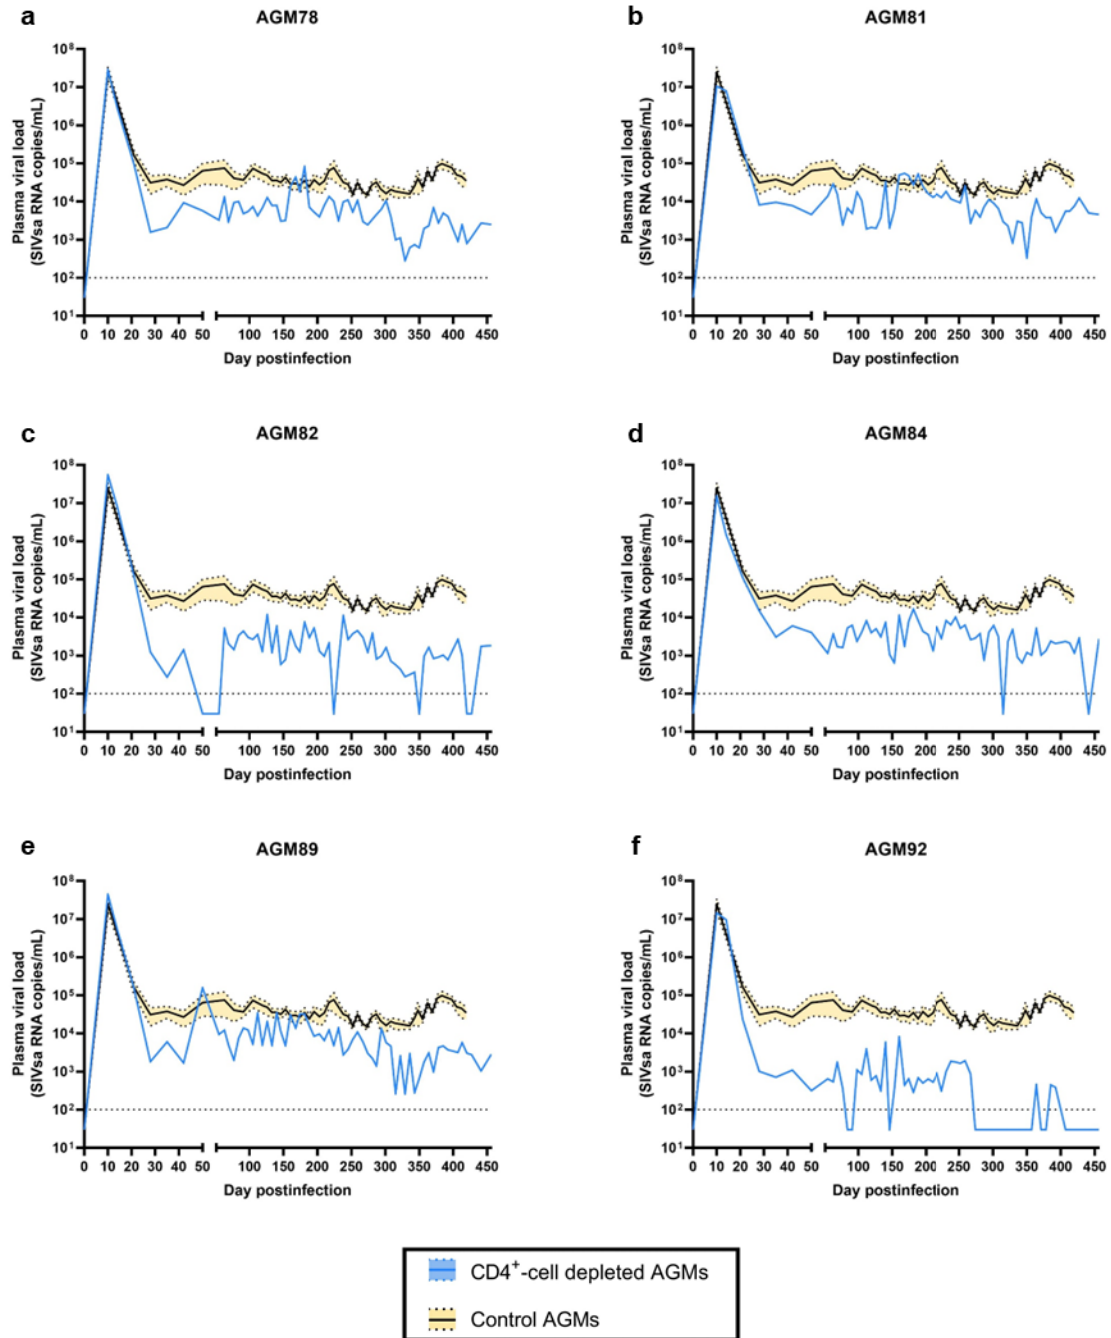 a
AGM78
Plasma viral load
(SIVsa RNA copies/mL)
10⁸
10⁷
10⁶
10⁵
10⁴
10³
10²
10¹
0 10 20 30 40 50 100 150 200 250 300 350 400 450
Day postinfection
b
AGM81
Plasma viral load
(SIVsa RNA copies/mL)
10⁸
10⁷
10⁶
10⁵
10⁴
10³
10²
10¹
0 10 20 30 40 50 100 150 200 250 300 350 400 450
Day postinfection
c
AGM82
Plasma viral load
(SIVsa RNA copies/mL)
10⁸
10⁷
10⁶
10⁵
10⁴
10³
10²
10¹
0 10 20 30 40 50 100 150 200 250 300 350 400 450
Day postinfection
d
AGM84
Plasma viral load
(SIVsa RNA copies/mL)
10⁸
10⁷
10⁶
10⁵
10⁴
10³
10²
10¹
0 10 20 30 40 50 100 150 200 250 300 350 400 450
Day postinfection
e
AGM89
Plasma viral load
(SIVsa RNA copies/mL)
10⁸
10⁷
10⁶
10⁵
10⁴
10³
10²
10¹
0 10 20 30 40 50 100 150 200 250 300 350 400 450
Day postinfection
f
AGM92
Plasma viral load
(SIVsa RNA copies/mL)
10⁸
10⁷
10⁶
10⁵
10⁴
10³
10²
10¹
0 10 20 30 40 50 100 150 200 250 300 350 400 450
Day postinfection
CD4⁺-cell depleted AGMs
Control AGMs